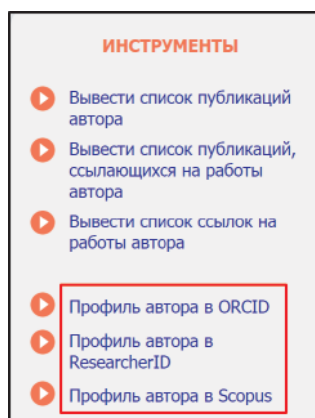 ИНСТРУМЕНТЫ
Вывести список публикаций
автора
Вывести список публикаций,
ссылающихся на работы
автора
Вывести список ссылок на
работы автора
Профиль автора в ORCID
Профиль автора в
ResearcherID
Профиль автора в Scopus